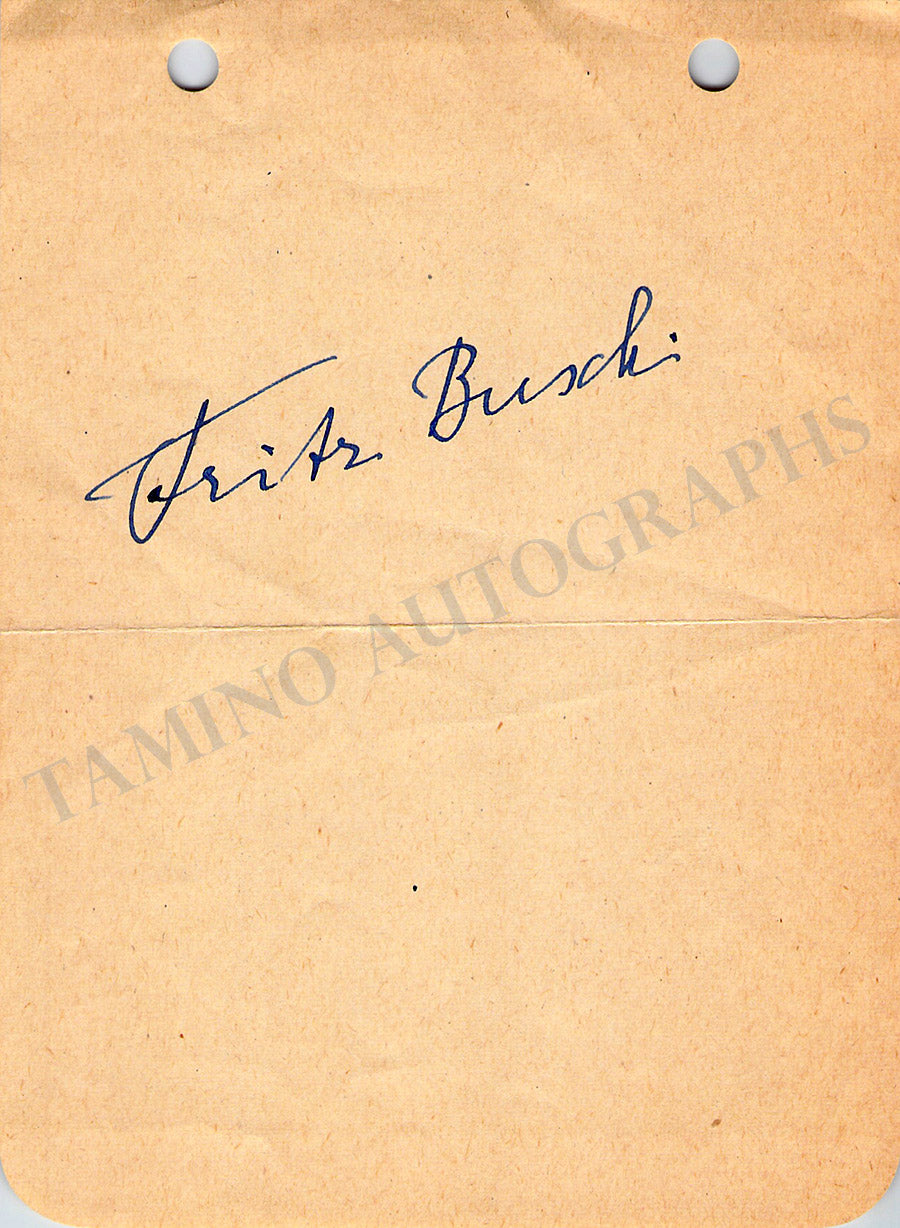 Fritz Busch
TAMINO AUTOGRAPHS